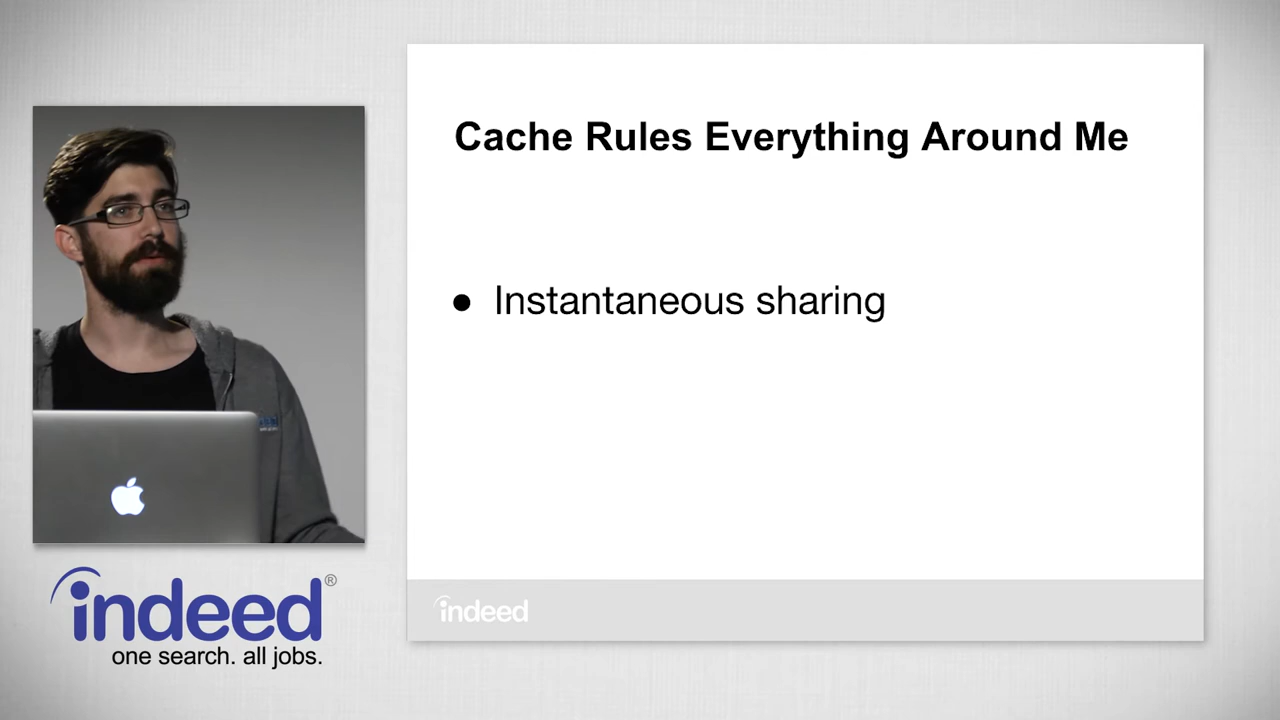 Cache Rules Everything Around Me
● Instantaneous sharing
indeed
indeed®
one search. all jobs.